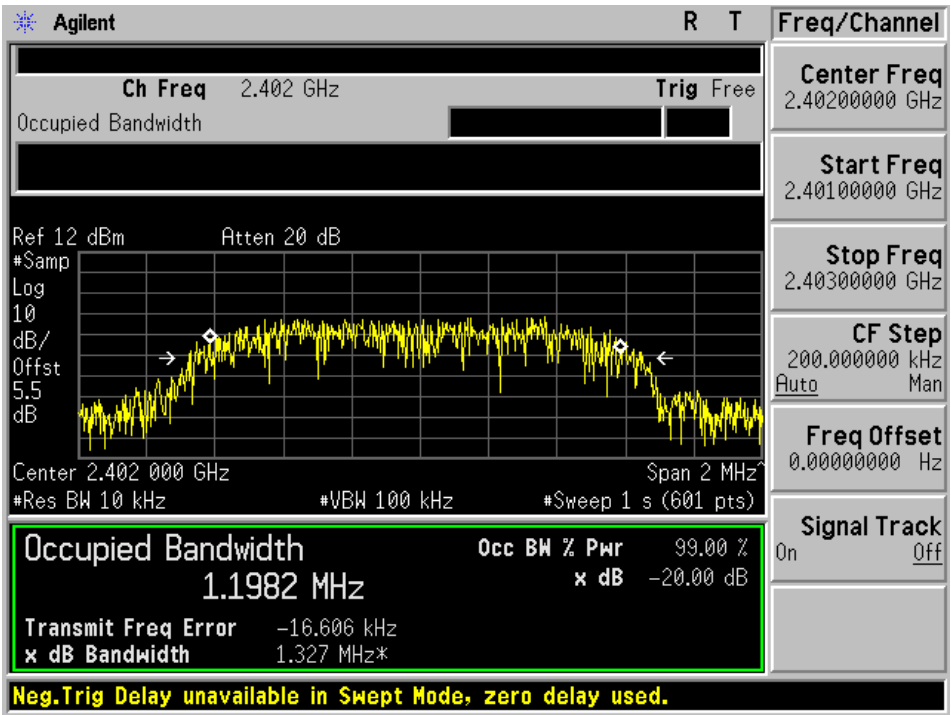 Agilent R T Freq/Channel
Ch Freq 2.402 GHz Trig Free
Occupied Bandwidth
Center Freq
2.40200000 GHz
Start Freq
2.40100000 GHz
Stop Freq
2.40300000 GHz
CF Step
200.000000 kHz
Auto Man
Freq Offset
0.00000000 Hz
Signal Track
On Off
Ref 12 dBm Atten 20 dB
#Samp
Log
10
dB/
Offst
5.5
dB
Center 2.402 000 GHz Span 2 MHz^
#Res BW 10 kHz #VBW 100 kHz #Sweep 1 s (601 pts)
Occupied Bandwidth Occ BW % Pwr 99.00 %
1.1982 MHz x dB -20.00 dB
Transmit Freq Error -16.606 kHz
x dB Bandwidth 1.327 MHz*
Neg.Trig Delay unavailable in Swept Mode, zero delay used.